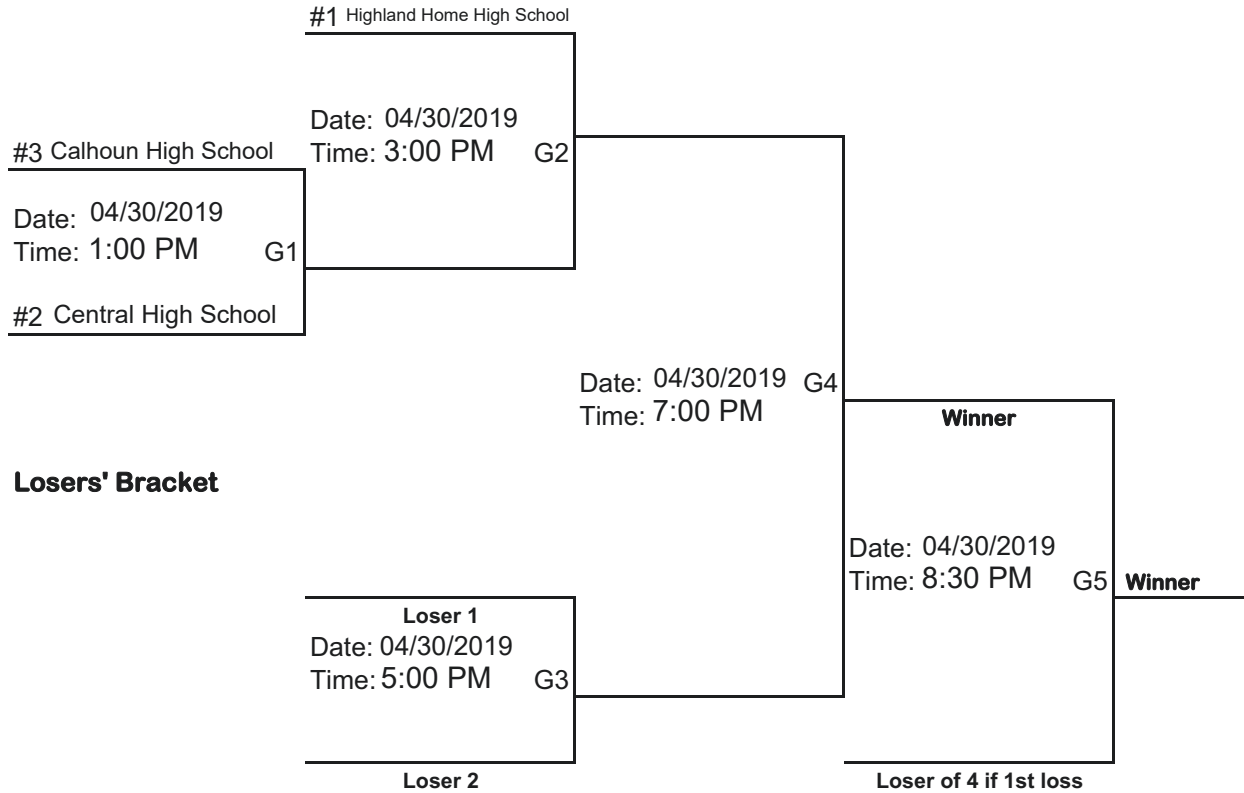 #1 Highland Home High School
Date: 04/30/2019
Time: 3:00 PM G2
#3 Calhoun High School
Date: 04/30/2019
Time: 1:00 PM G1
#2 Central High School
Date: 04/30/2019 G4
Time: 7:00 PM
Winner
Losers' Bracket
Date: 04/30/2019
Time: 8:30 PM G5 Winner
Loser 1
Date: 04/30/2019
Time: 5:00 PM G3
Loser 2
Loser of 4 if 1st loss